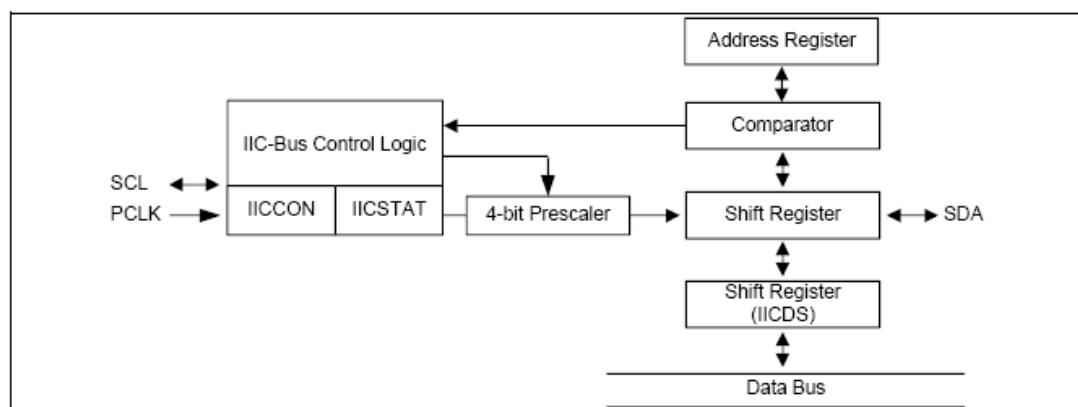 Address Register
Comparator
IIC-Bus Control Logic
SCL
PCLK
IICCON
IICSTAT
4-bit Prescaler
Shift Register
SDA
Shift Register
(IICDS)
Data Bus